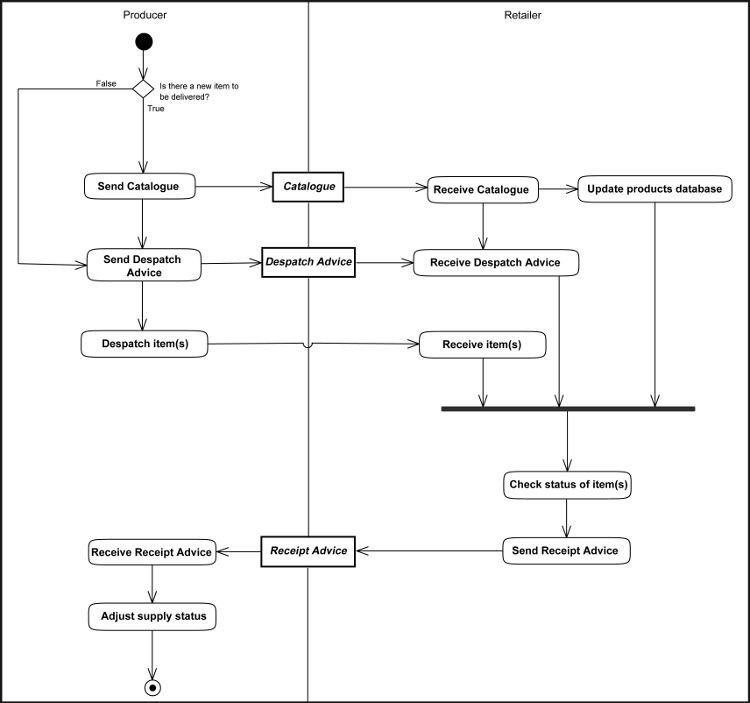 Producer
Retailer
False
Is there a new item to
be delivered?
True
Send Catalogue
Catalogue
Receive Catalogue
Update products database
Send Despatch
Advice
Despatch Advice
Receive Despatch Advice
Despatch item(s)
Receive item(s)
Check status of item(s)
Receive Receipt Advice
Receipt Advice
Send Receipt Advice
Adjust supply status